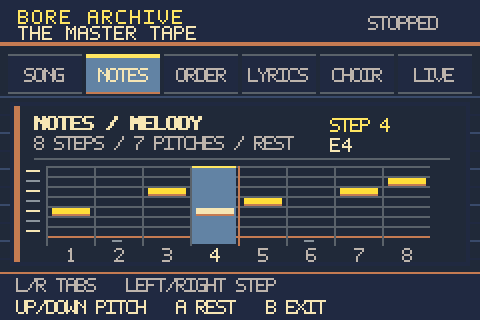 BORE ARCHIVE
THE MASTER TAPE
STOPPED
SONG NOTES ORDER LYRICS CHOIR LIVE
NOTES / MELODY
8 STEPS / 7 PITCHES / REST
STEP 4
E4
1 2 3 4 5 6 7 8
L/R TABS LEFT/RIGHT STEP
UP/DOWN PITCH A REST B EXIT